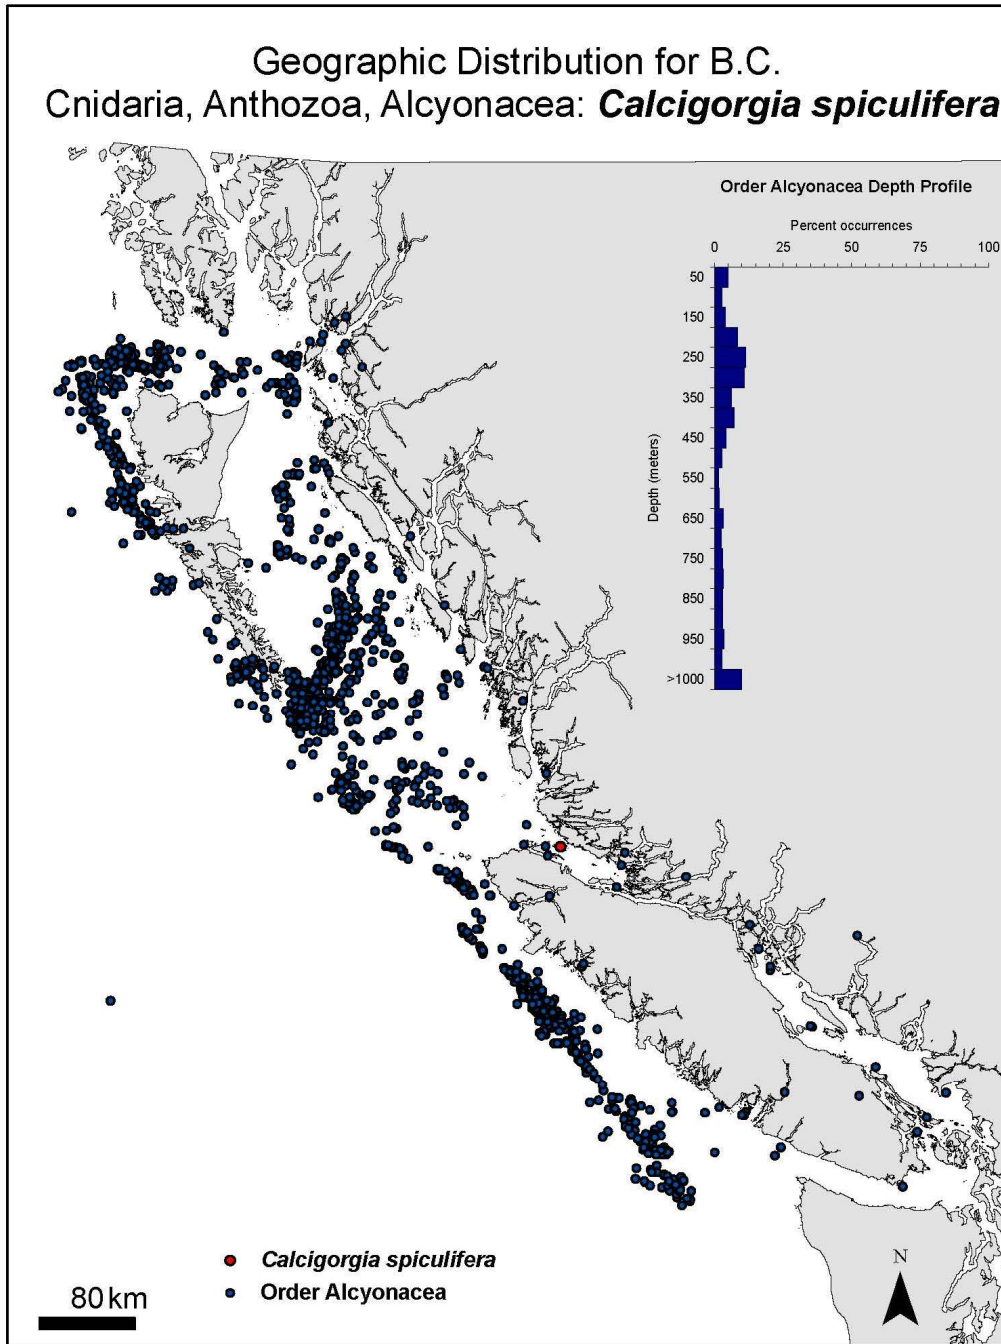 Geographic Distribution for B.C.
Cnidaria, Anthozoa, Alcyonacea: Calcigorgia spiculifera
Order Alcyonacea Depth Profile
Percent occurrences
0 25 50 75 100
50
150
250
350
450
550
650
750
850
950
>1000
Depth (meters)
Calcigorgia spiculifera
Order Alcyonacea
80 km
N